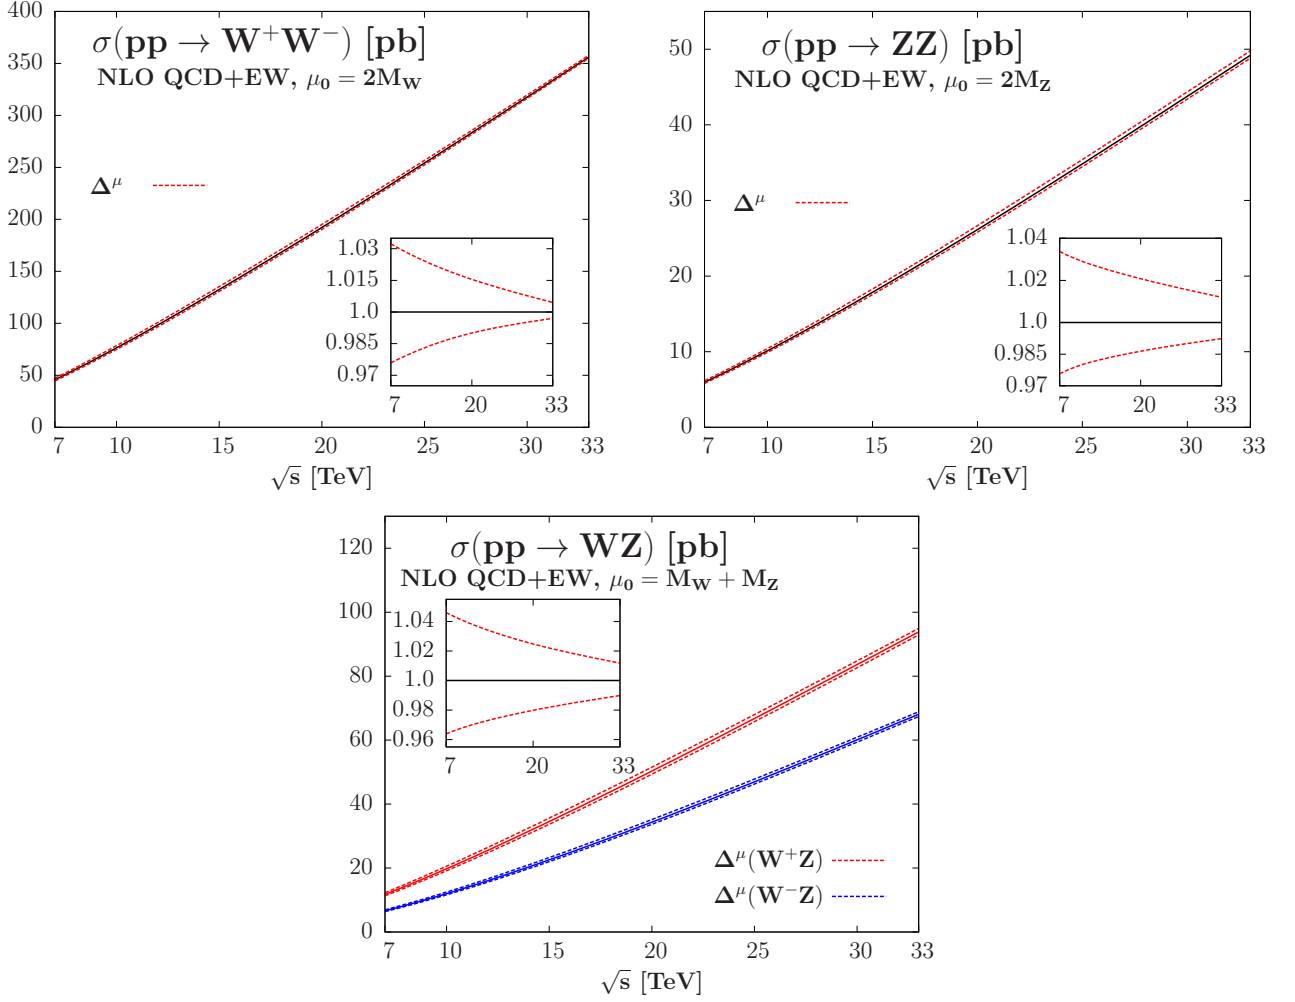 σ(pp → W⁺W⁻) [pb]
NLO QCD+EW, μ₀ = 2M_W
400
350
300
250
200
150
100
50
0
Δ^μ
1.03
1.015
1.0
0.985
0.97
7 20 33
7 10 15 20 25 30 33
√s [TeV]
σ(pp → ZZ) [pb]
NLO QCD+EW, μ₀ = 2M_Z
50
40
30
20
10
0
Δ^μ
1.04
1.02
1.0
0.985
0.97
7 20 33
7 10 15 20 25 30 33
√s [TeV]
σ(pp → WZ) [pb]
NLO QCD+EW, μ₀ = M_W + M_Z
120
100
80
60
40
20
0
1.04
1.02
1.0
0.98
0.96
7 20 33
Δ^μ(W⁺Z)
Δ^μ(W⁻Z)
7 10 15 20 25 30 33
√s [TeV]